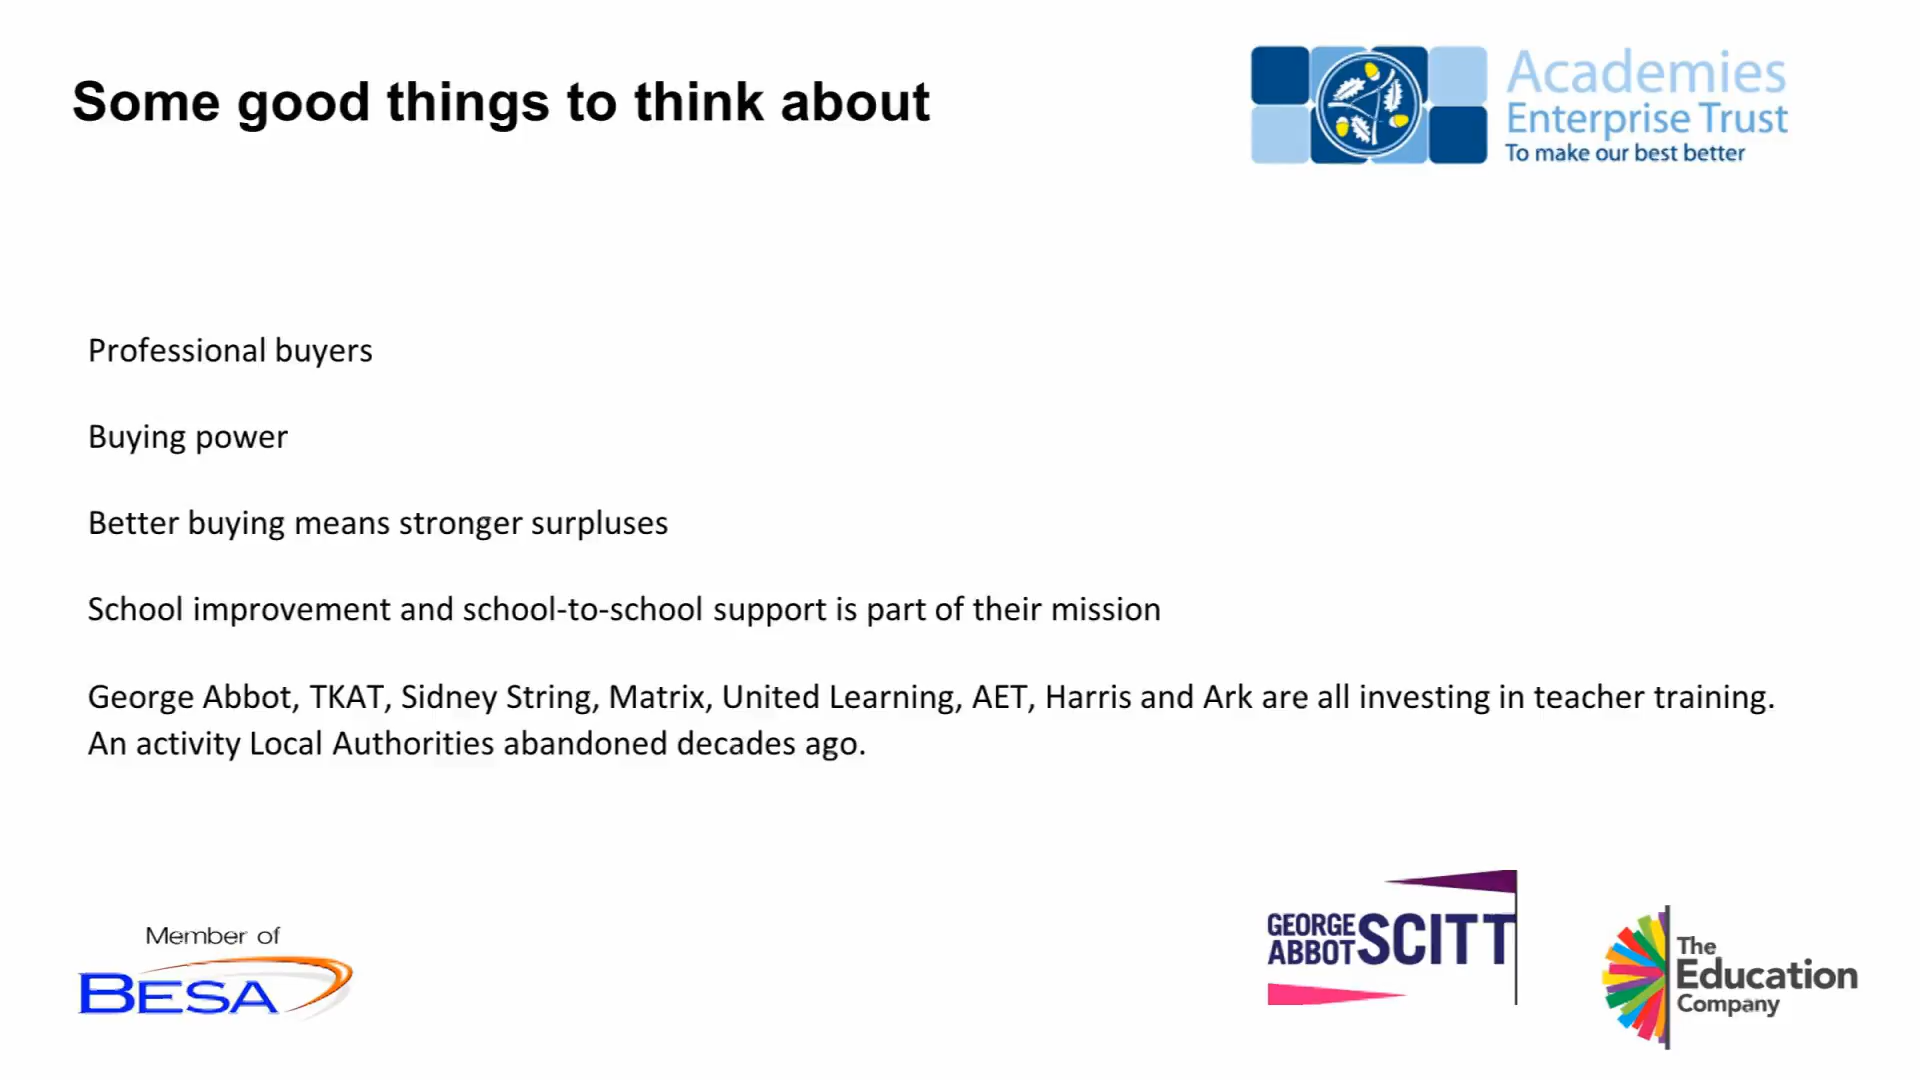 Some good things to think about
Academies
Enterprise Trust
To make our best better
Professional buyers
Buying power
Better buying means stronger surpluses
School improvement and school-to-school support is part of their mission
George Abbot, TKAT, Sidney String, Matrix, United Learning, AET, Harris and Ark are all investing in teacher training.
An activity Local Authorities abandoned decades ago.
Member of
BESA
GEORGE
ABBOT SCITT
The
Education
Company